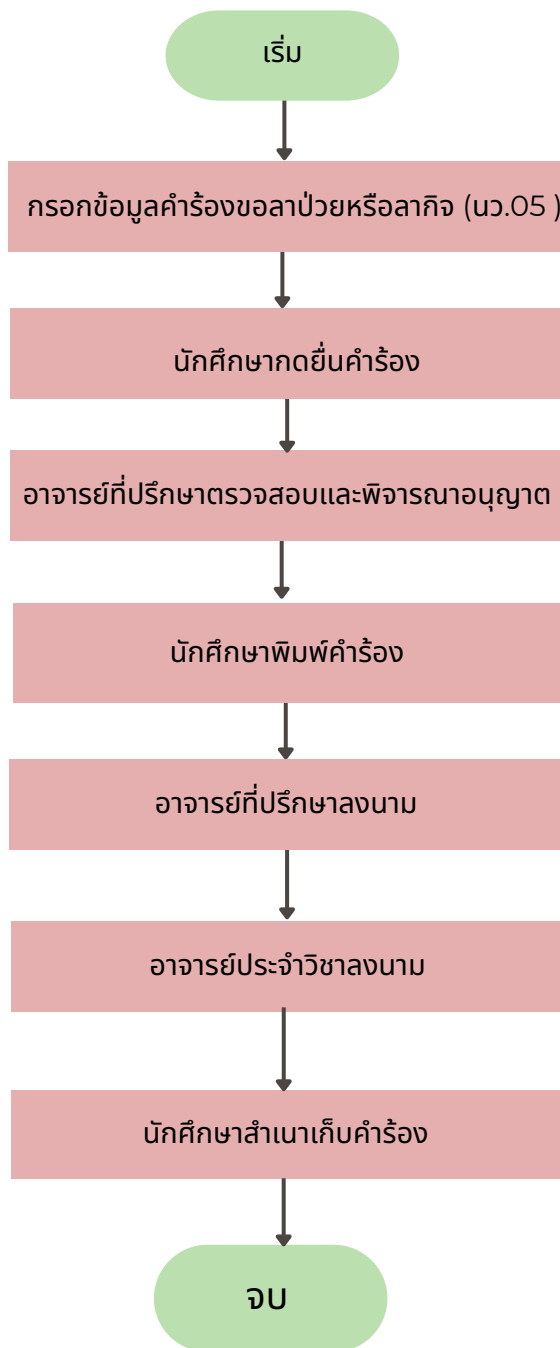 เริ่ม
กรอกข้อมูลคำร้องขอลาป่วยหรือลากิจ (นว.05 )
นักศึกษากดยื่นคำร้อง
อาจารย์ที่ปรึกษาตรวจสอบและพิจารณาอนุญาต
นักศึกษาพิมพ์คำร้อง
อาจารย์ที่ปรึกษาลงนาม
อาจารย์ประจำวิชาลงนาม
นักศึกษาสำเนาเก็บคำร้อง
จบ